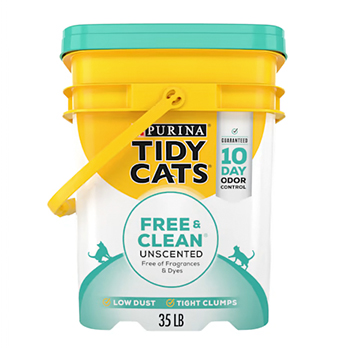 PURINA
TIDY
CATS®
GUARANTEED
10
DAY
ODOR
CONTROL
FREE &
CLEAN®
UNSCENTED
Free of Fragrances
& Dyes
LOW DUST
TIGHT CLUMPS
35 LB